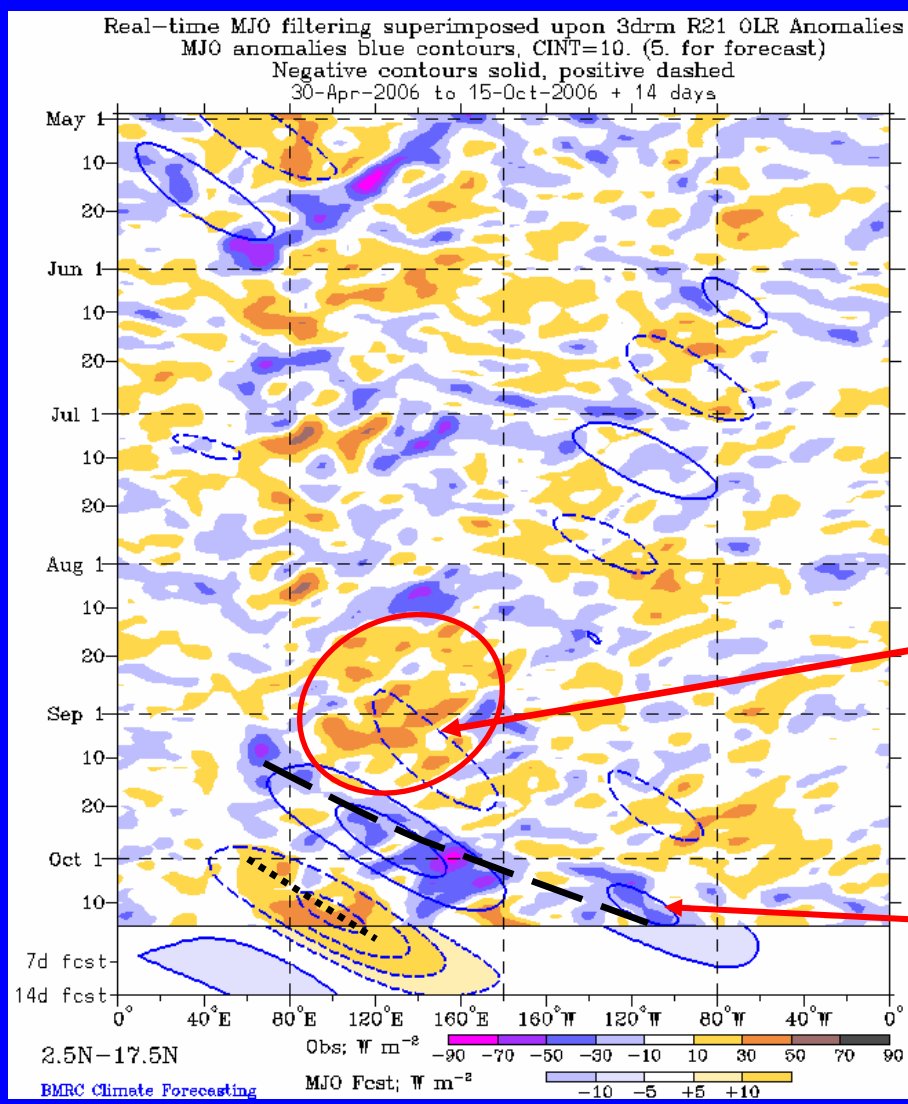 Real-time MJO filtering superimposed upon 3drm R21 OLR Anomalies
MJO anomalies blue contours, CINT=10. (5. for forecast)
Negative contours solid, positive dashed
30-Apr-2006 to 15-Oct-2006 + 14 days
May 1
10
20
Jun 1
10
20
Jul 1
10
20
Aug 1
10
20
Sep 1
10
20
Oct 1
10
7d fcst
14d fcst
0° 40°E 80°E 120°E 160°E 160°W 120°W 80°W 40°W 0°
2.5N-17.5N
Obs; W m⁻²
-90 -70 -50 -30 -10 10 30 50 70 90
MJO Fcst; W m⁻²
-10 -5 +5 +10
BMRC Climate Forecasting